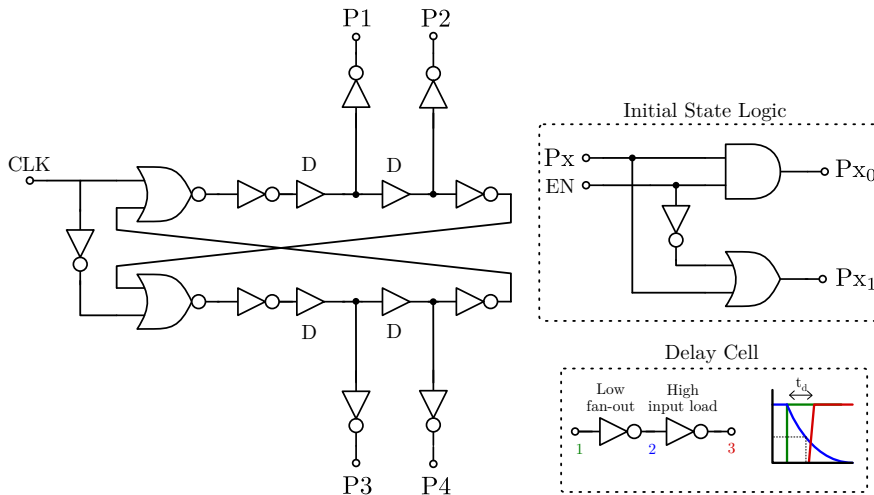 P1 P2
Initial State Logic
CLK
D D
Px
EN
Px0
Px1
D D
P3 P4
Delay Cell
Low
fan-out
High
input load
td
1 2 3